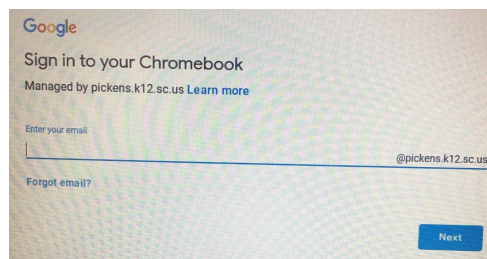 Google
Sign in to your Chromebook
Managed by pickens.k12.sc.us Learn more
Enter your email
@pickens.k12.sc.us
Forgot email?
Next